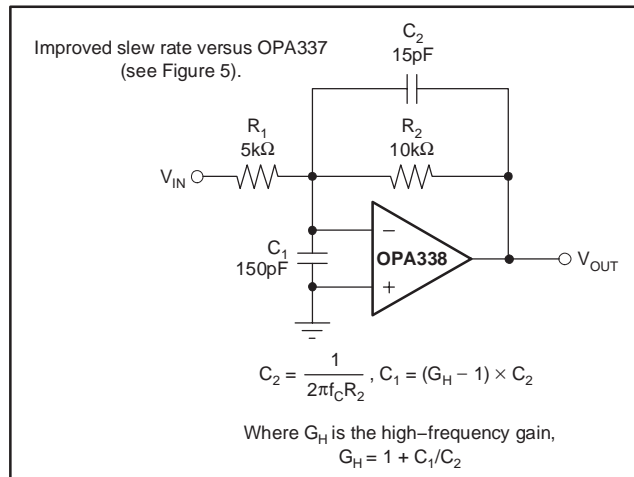 Improved slew rate versus OPA337
(see Figure 5).
C2
15pF
R1
5kΩ
R2
10kΩ
VIN
C1
150pF
−
OPA338
+
VOUT
C2 = 1 / 2πfCR2 , C1 = (GH − 1) × C2
Where GH is the high−frequency gain,
GH = 1 + C1/C2